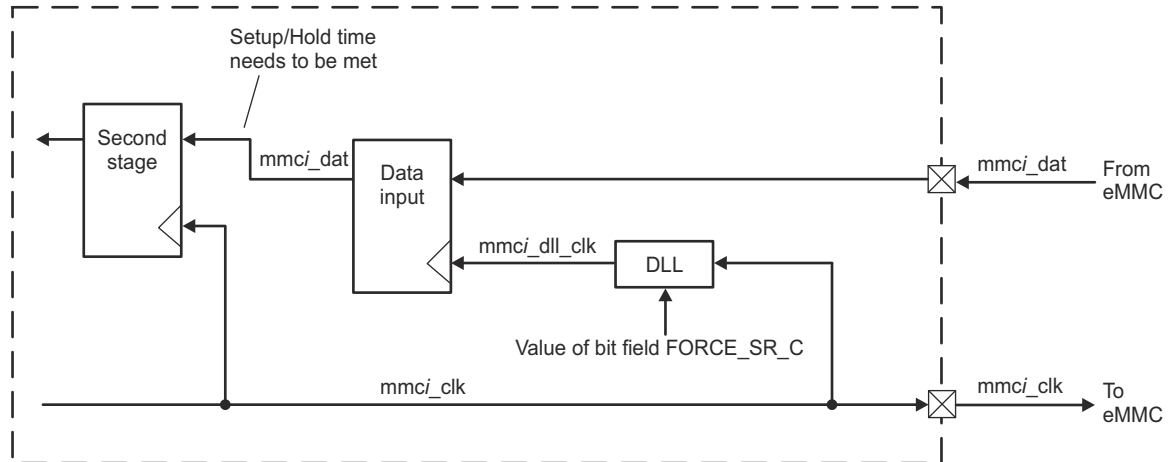 Setup/Hold time
needs to be met
Second
stage
mmci_dat
Data
input
mmci_dat
From
eMMC
mmci_dll_clk
DLL
Value of bit field FORCE_SR_C
mmci_clk
mmci_clk
To
eMMC